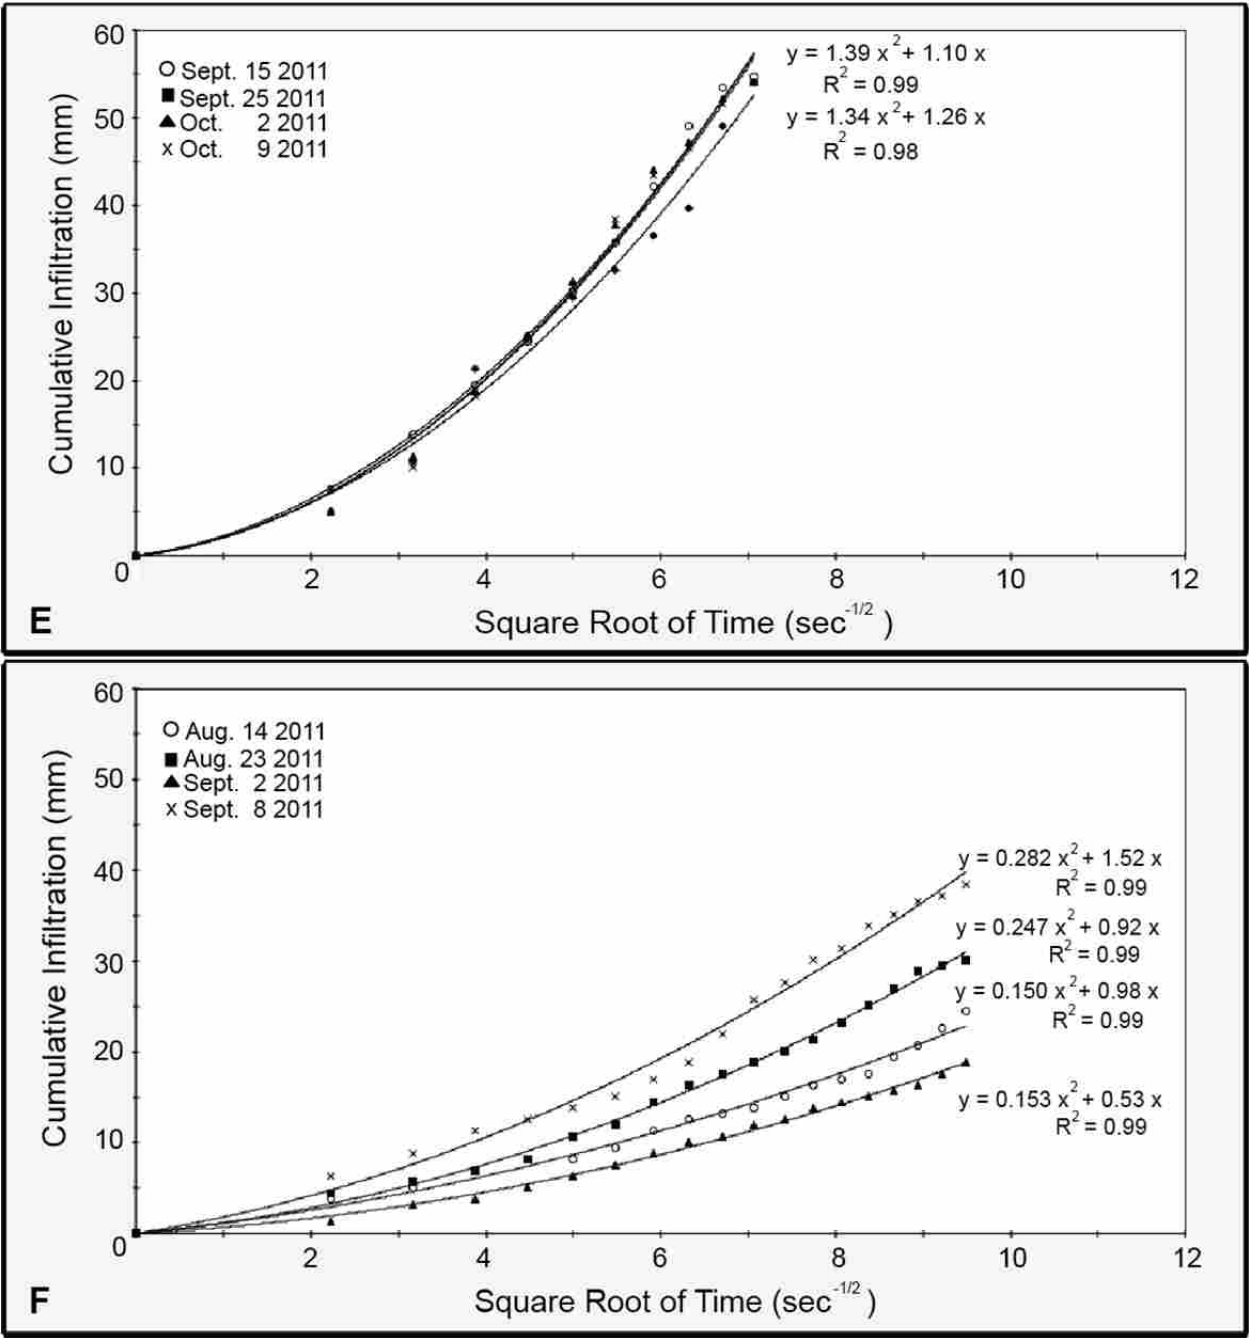 60
50
40
30
20
10
0
Cumulative Infiltration (mm)
○ Sept. 15 2011
■ Sept. 25 2011
▲ Oct. 2 2011
x Oct. 9 2011
y = 1.39 x² + 1.10 x
R² = 0.99
y = 1.34 x² + 1.26 x
R² = 0.98
2 4 6 8 10 12
Square Root of Time (sec⁻¹/²)
E
60
50
40
30
20
10
0
Cumulative Infiltration (mm)
○ Aug. 14 2011
■ Aug. 23 2011
▲ Sept. 2 2011
x Sept. 8 2011
y = 0.282 x² + 1.52 x
R² = 0.99
y = 0.247 x² + 0.92 x
R² = 0.99
y = 0.150 x² + 0.98 x
R² = 0.99
y = 0.153 x² + 0.53 x
R² = 0.99
2 4 6 8 10 12
Square Root of Time (sec⁻¹/²)
F